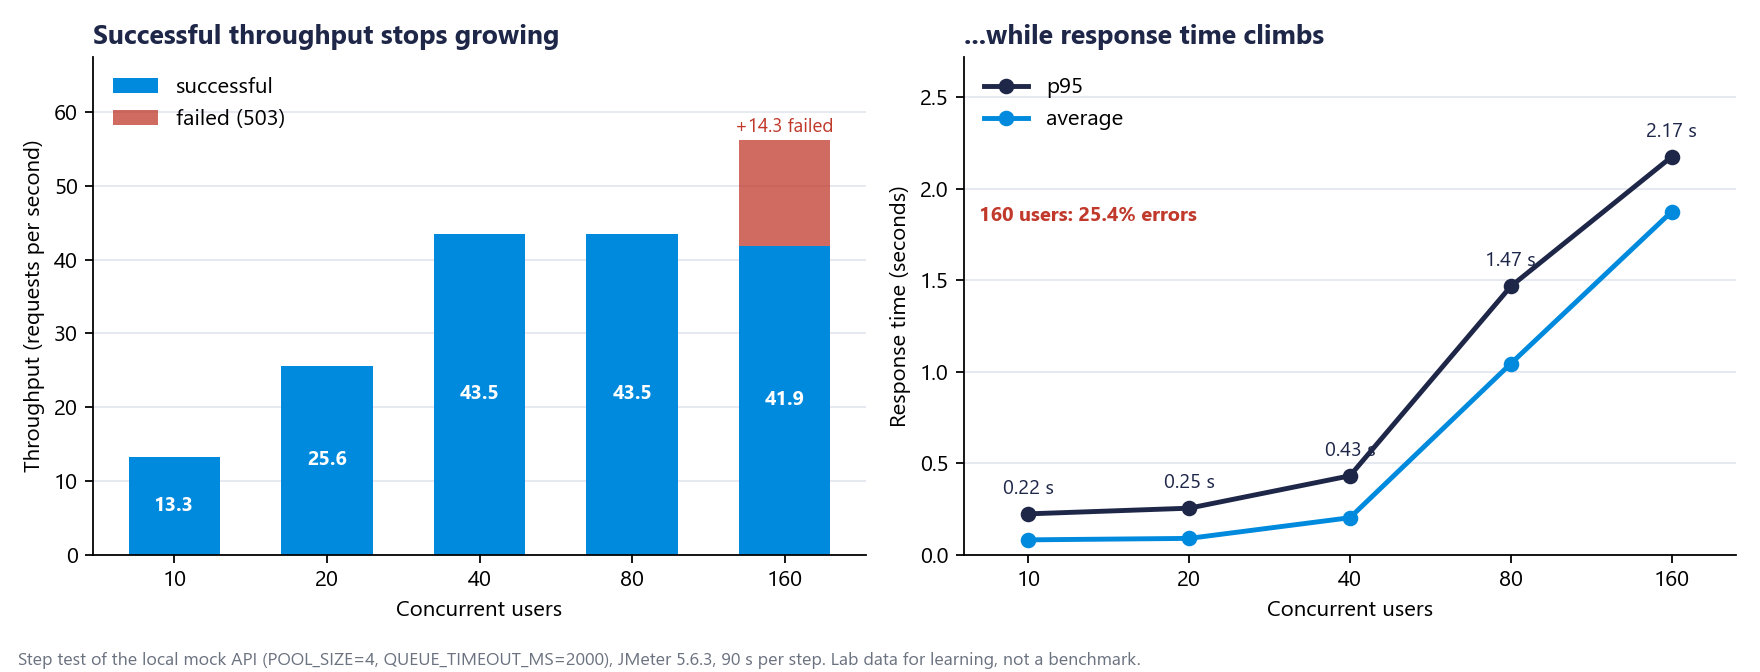 Successful throughput stops growing
successful
failed (503)
+14.3 failed
Throughput (requests per second)
60
50
40
30
20
10
0
13.3
25.6
43.5
43.5
41.9
10
20
40
80
160
Concurrent users
...while response time climbs
p95
average
160 users: 25.4% errors
Response time (seconds)
2.5
2.0
1.5
1.0
0.5
0.0
0.22 s
0.25 s
0.43 s
1.47 s
2.17 s
10
20
40
80
160
Concurrent users
Step test of the local mock API (POOL_SIZE=4, QUEUE_TIMEOUT_MS=2000), JMeter 5.6.3, 90 s per step. Lab data for learning, not a benchmark.